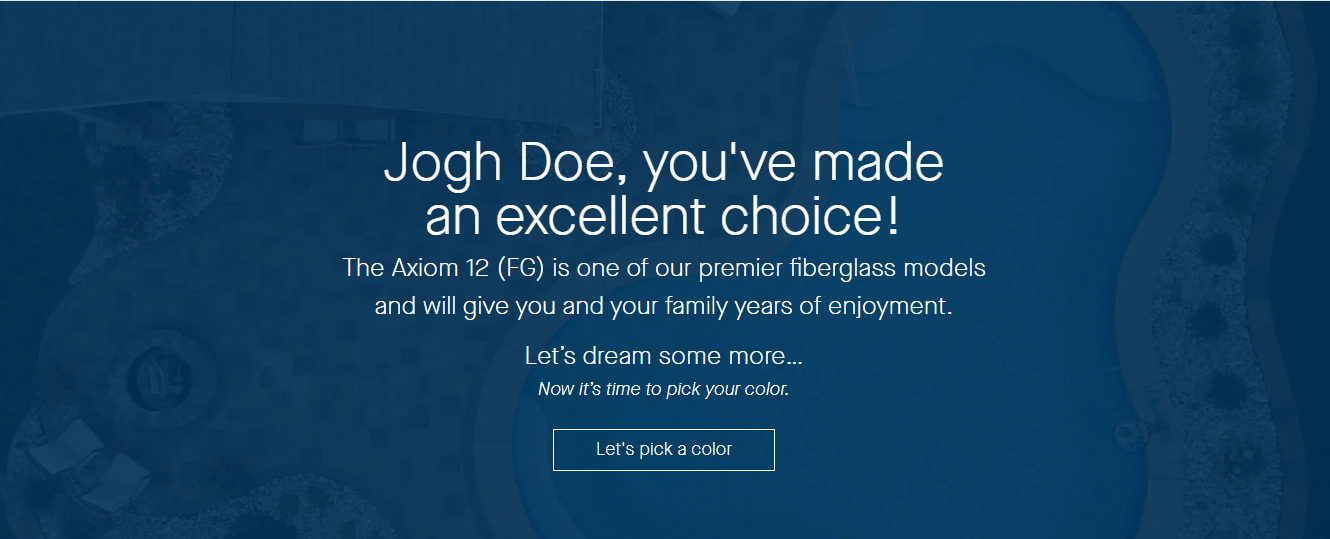 Jogh Doe, you've made
an excellent choice!
The Axiom 12 (FG) is one of our premier fiberglass models
and will give you and your family years of enjoyment.
Let’s dream some more...
Now it’s time to pick your color.
Let's pick a color